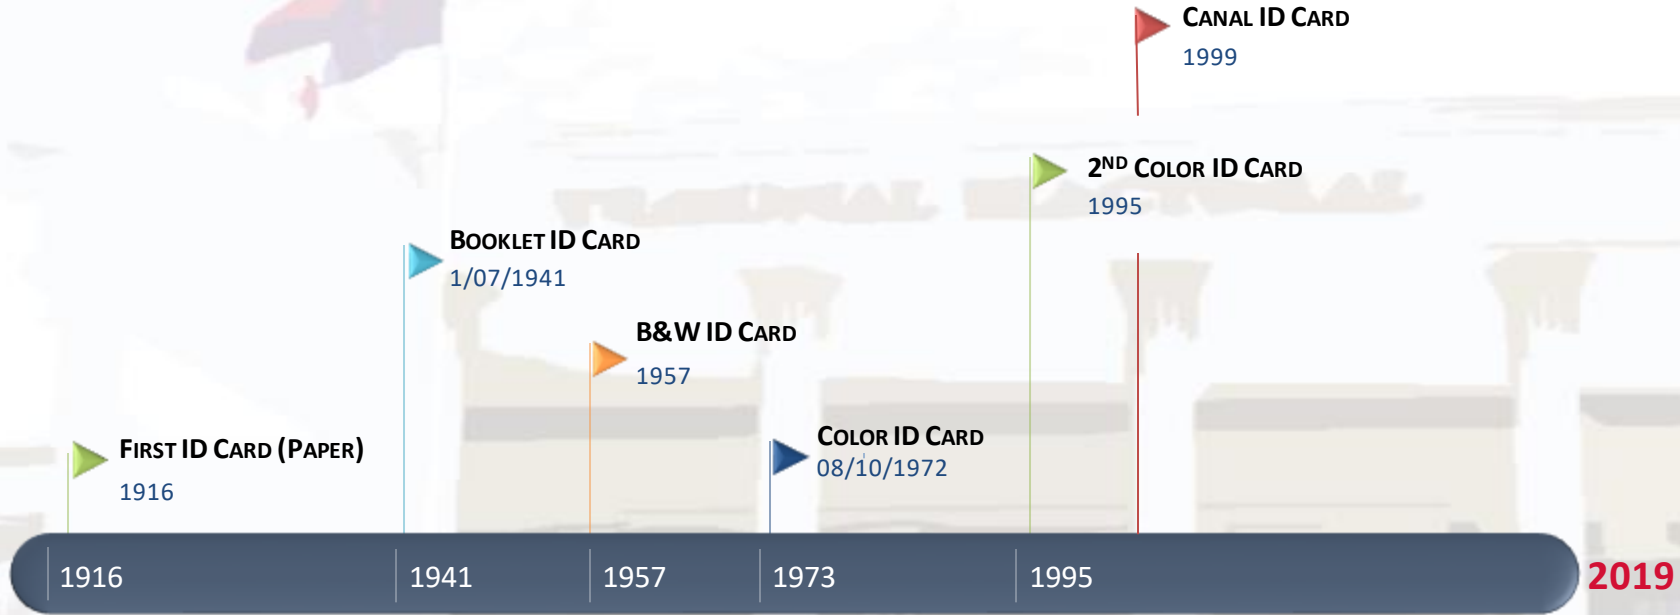 CANAL ID CARD
1999
2ND COLOR ID CARD
1995
BOOKLET ID CARD
1/07/1941
B&W ID CARD
1957
COLOR ID CARD
08/10/1972
FIRST ID CARD (PAPER)
1916
1916 1941 1957 1973 1995 2019